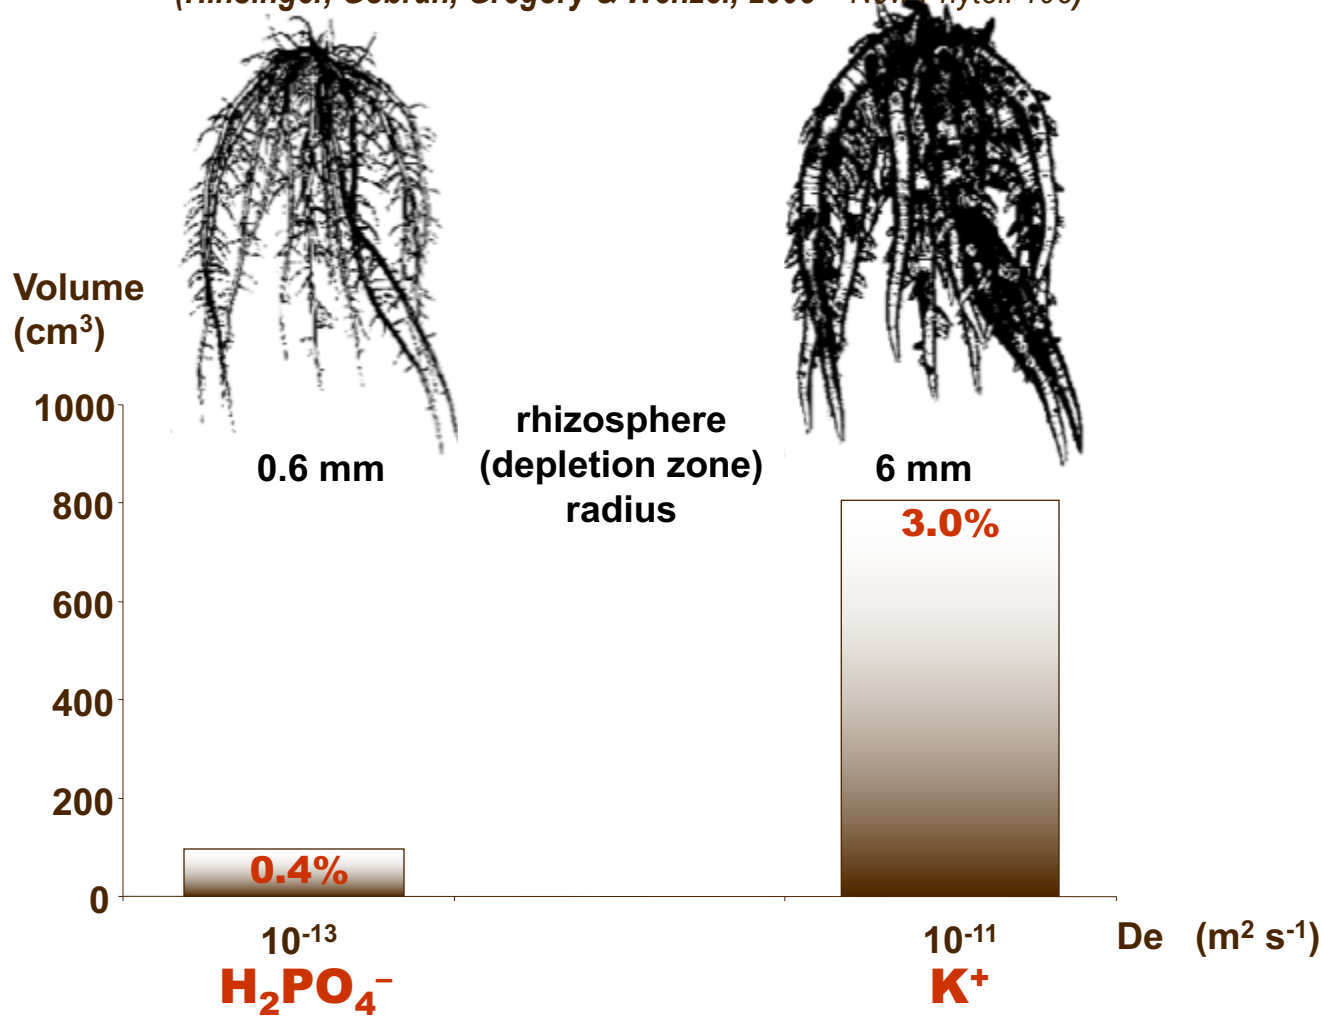 Volume
(cm³)
1000
800
600
400
200
0
0.6 mm
rhizosphere
(depletion zone)
radius
6 mm
0.4%
3.0%
10⁻¹³
10⁻¹¹
De (m² s⁻¹)
H₂PO₄⁻
K⁺